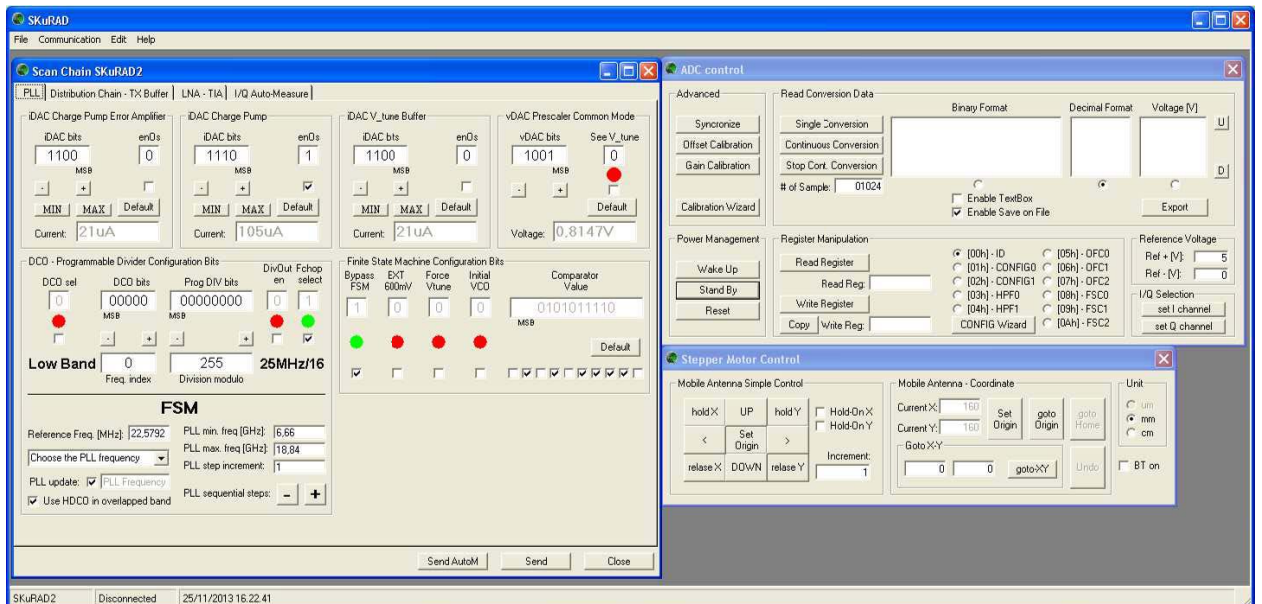 SKuRAD
File Communication Edit Help
Scan Chain SKuRAD2
PLL Distribution Chain - TX Buffer LNA - TIA I/Q Auto-Measure
iDAC Charge Pump Error Amplifier iDAC Charge Pump iDAC V_tune Buffer vDAC Prescaler Common Mode
iDAC bits en0s iDAC bits en0s iDAC bts en0s vDAC bits See V_tune
1100 0 1110 1 1100 0 1001 0
MSB MSB MSB MSB
- + - + - + - +
MIN MAX Default MIN MAX Default MIN MAX Default Default
Current: 21uA Current: 105uA Current: 21uA Voltage: 0,8147V
DCO - Programmable Divider Configuration Bits
DCO sel DCO bits Prog DIV bits DivOut en Fchop select
0 00000 00000000 0 1
MSB MSB
- + - +
Low Band 0 255 25MHz/16
Freq. index Division modulo
FSM
Reference Freq. [MHz]: 22,5792 PLL min. freq [GHz]: 6,66
PLL max. freq [GHz]: 18,84
Choose the PLL frequency PLL step increment: 1
PLL update: PLL Frequency
PLL sequential steps: - +
Use HDCO in overlapped band
Finite State Machine Configuration Bits
Bypass FSM EXT 600mV Force Vtune Initial VCO Comparator Value
1 0 0 0 0101011110
MSB
Default
Send AutoM Send Close
ADC control
Advanced
Syncronize
Offset Calibration
Gain Calibration
Calibration Wizard
Read Conversion Data
Binary Format Decimal Format Voltage [V]
Single Conversion U
Continuous Conversion
Stop Cont. Conversion D
# of Sample: 01024
Enable TextBox
Enable Save on File Export
Power Management
Wake Up
Stand By
Reset
Register Manipulation
Read Register
Read Reg:
Write Register
Copy Write Reg:
[00h] - ID [05h] - OFC0
[01h] - CONFIG0 [06h] - OFC1
[02h] - CONFIG1 [07h] - OFC2
[03h] - HPF0 [08h] - FSC0
[04h] - HPF1 [09h] - FSC1
CONFIG Wizard [0Ah] - FSC2
Reference Voltage
Ref + [V]: 5
Ref - [V]: 0
I/Q Selection
set I channel
set Q channel
Stepper Motor Control
Mobile Antenna Simple Control
hold X UP hold Y Hold-On X
Hold-On Y
< Set Origin >
Increment:
relase X DOWN relase Y 1
Mobile Antenna - Coordinate
Current X: 160 Set Origin goto Origin goto Home
Current Y: 160
Goto X-Y
0 0 goto-XY Undo
Unit
um
mm
cm
BT on
SKuRAD2 Disconnected 25/11/2013 16.22.41